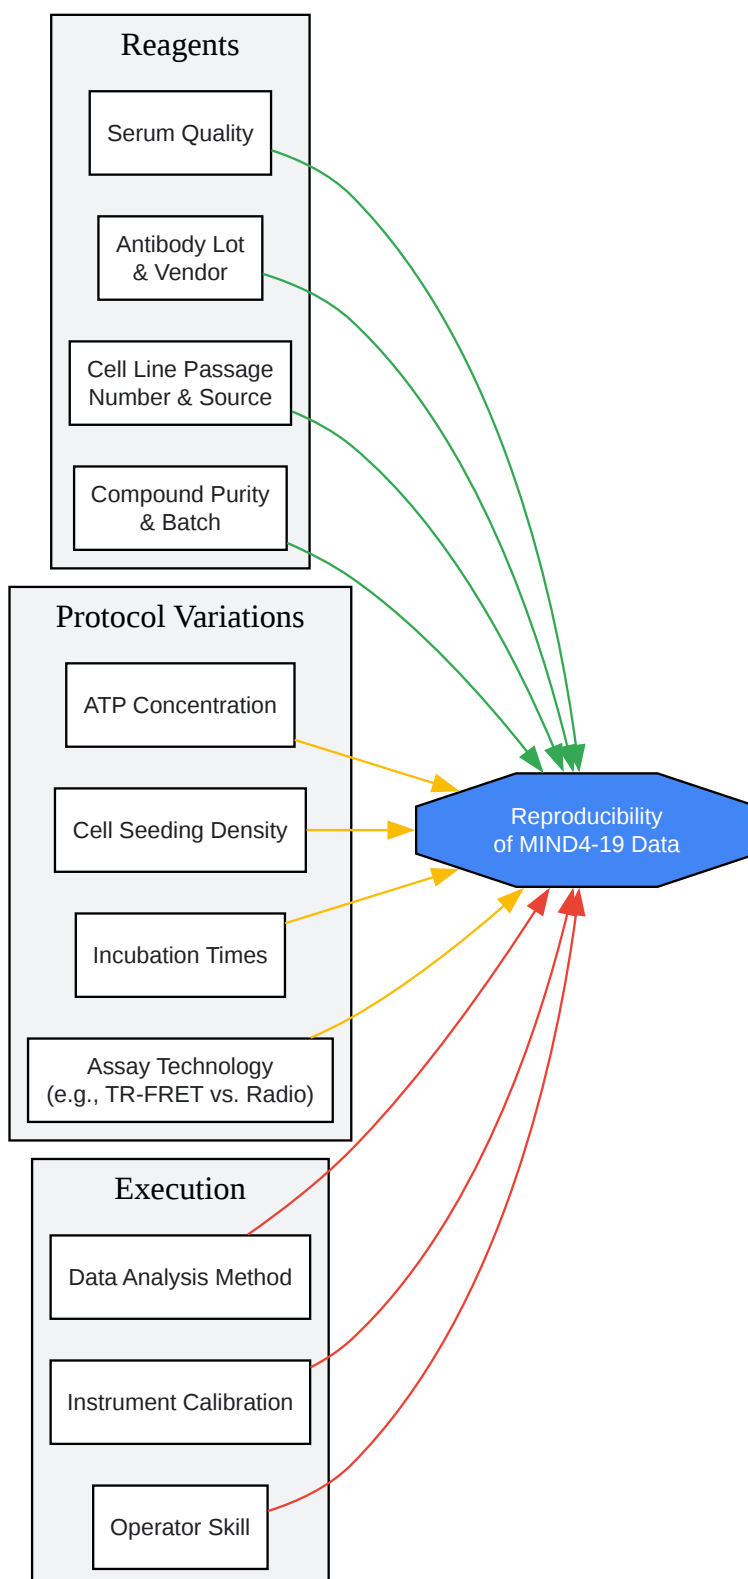 Reagents
Serum Quality
Antibody Lot
& Vendor
Cell Line Passage
Number & Source
Compound Purity
& Batch
Protocol Variations
ATP Concentration
Cell Seeding Density
Incubation Times
Assay Technology
(e.g., TR-FRET vs. Radio)
Reproducibility
of MIND4-19 Data
Execution
Data Analysis Method
Instrument Calibration
Operator Skill